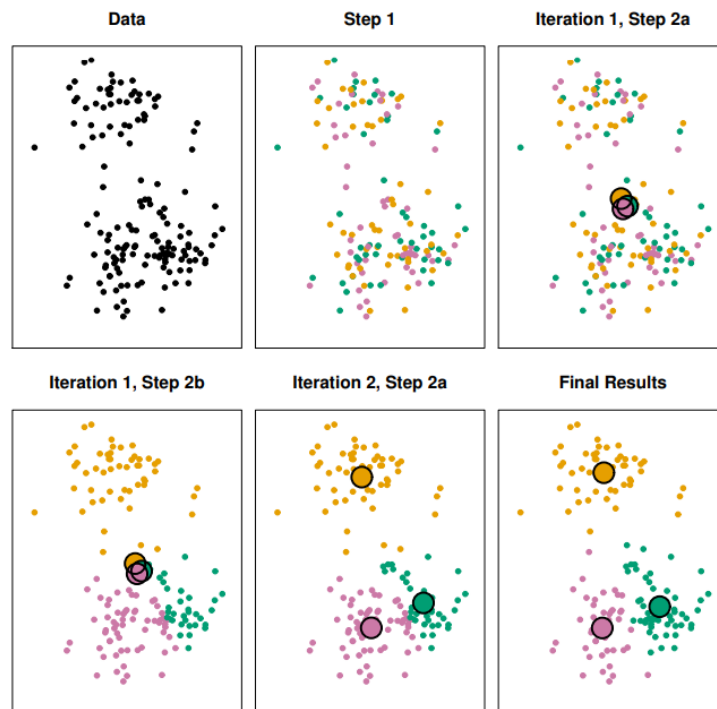 Data
Step 1
Iteration 1, Step 2a
Iteration 1, Step 2b
Iteration 2, Step 2a
Final Results